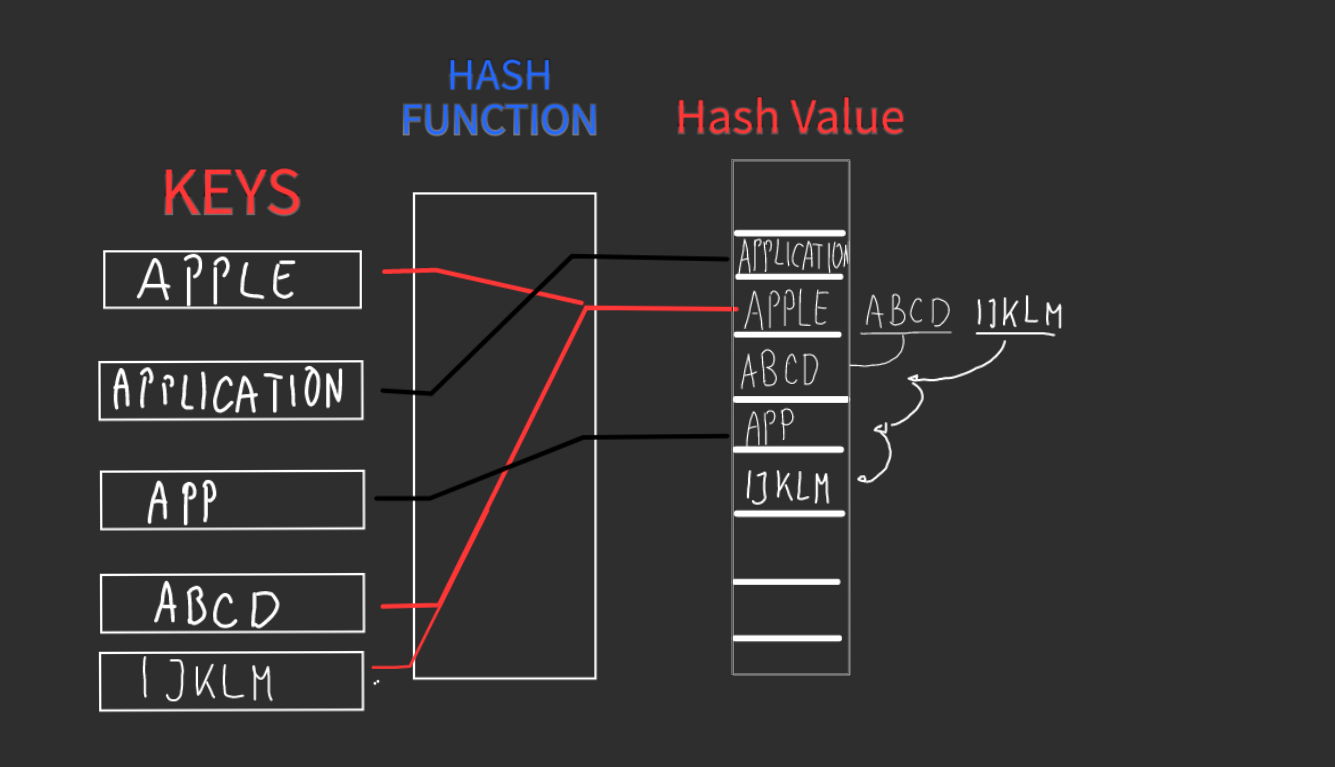 HASH
FUNCTION
Hash Value
KEYS
APPLE
APPLICATION
APP
ABCD
IJKLM
APPLICATION
APPLE ABCD IJKLM
ABCD
APP
IJKLM